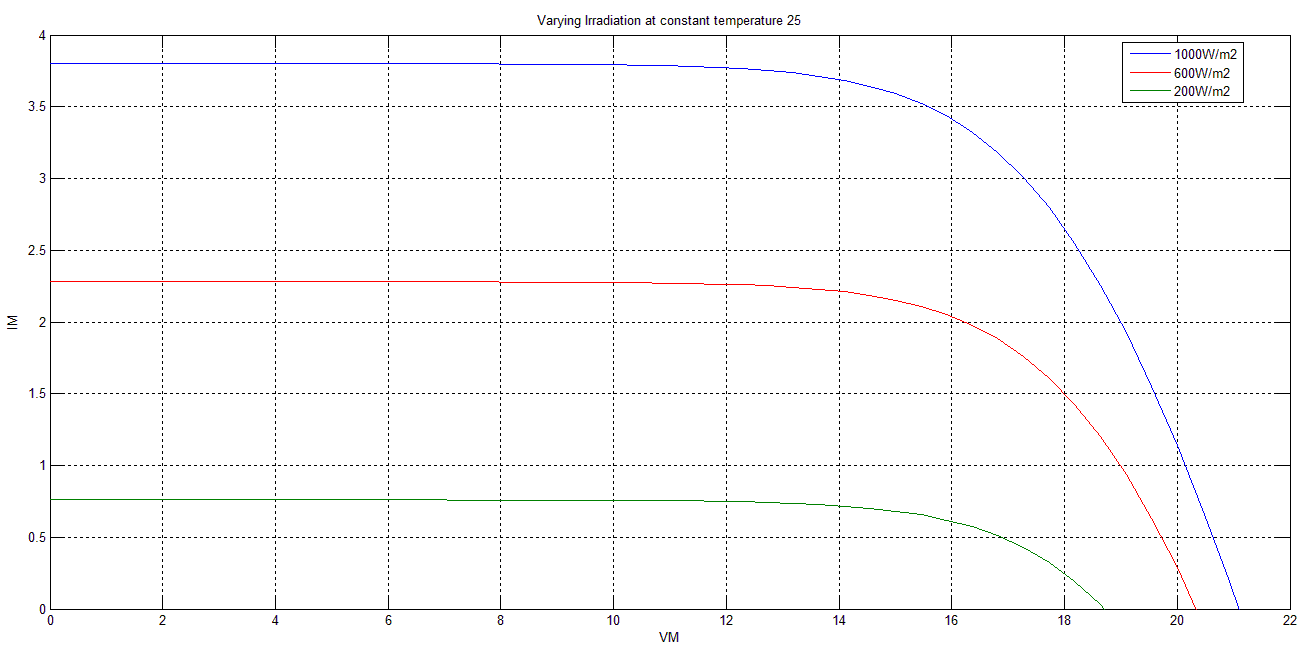 Varying Irradiation at constant temperature 25
1000W/m2
600W/m2
200W/m2
4
3.5
3
2.5
2
1.5
1
0.5
0
IM
0 2 4 6 8 10 12 14 16 18 20 22
VM